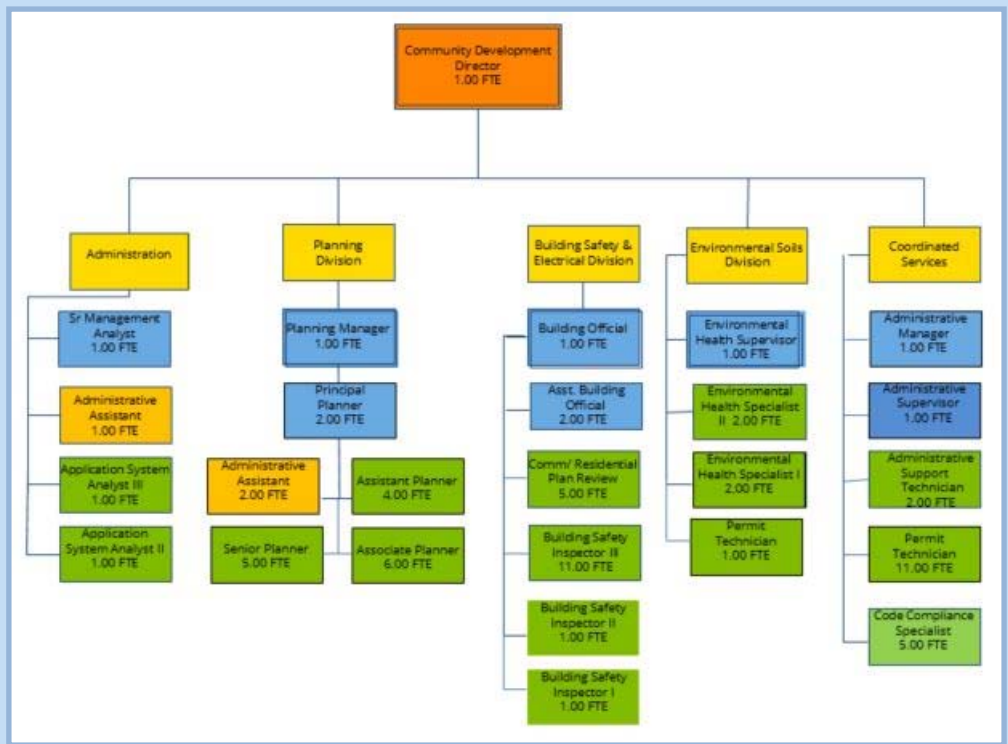 Community Development
Director
1.00 FTE
Administration
Planning
Division
Building Safety &
Electrical Division
Environmental Soils
Division
Coordinated
Services
Sr Management
Analyst
1.00 FTE
Administrative
Assistant
1.00 FTE
Application System
Analyst III
1.00 FTE
Application
System Analyst II
1.00 FTE
Planning Manager
1.00 FTE
Principal
Planner
2.00 FTE
Administrative
Assistant
2.00 FTE
Assistant Planner
4.00 FTE
Senior Planner
5.00 FTE
Associate Planner
6.00 FTE
Building Official
1.00 FTE
Asst. Building
Official
2.00 FTE
Comm/ Residential
Plan Review
5.00 FTE
Building Safety
Inspector III
11.00 FTE
Building Safety
Inspector II
1.00 FTE
Building Safety
Inspector I
1.00 FTE
Environmental
Health Supervisor
1.00 FTE
Environmental
Health Specialist
II 2.00 FTE
Environmental
Health Specialist I
2.00 FTE
Permit
Technician
1.00 FTE
Administrative
Manager
1.00 FTE
Administrative
Supervisor
1.00 FTE
Administrative
Support
Technician
2.00 FTE
Permit
Technician
11.00 FTE
Code Compliance
Specialist
5.00 FTE